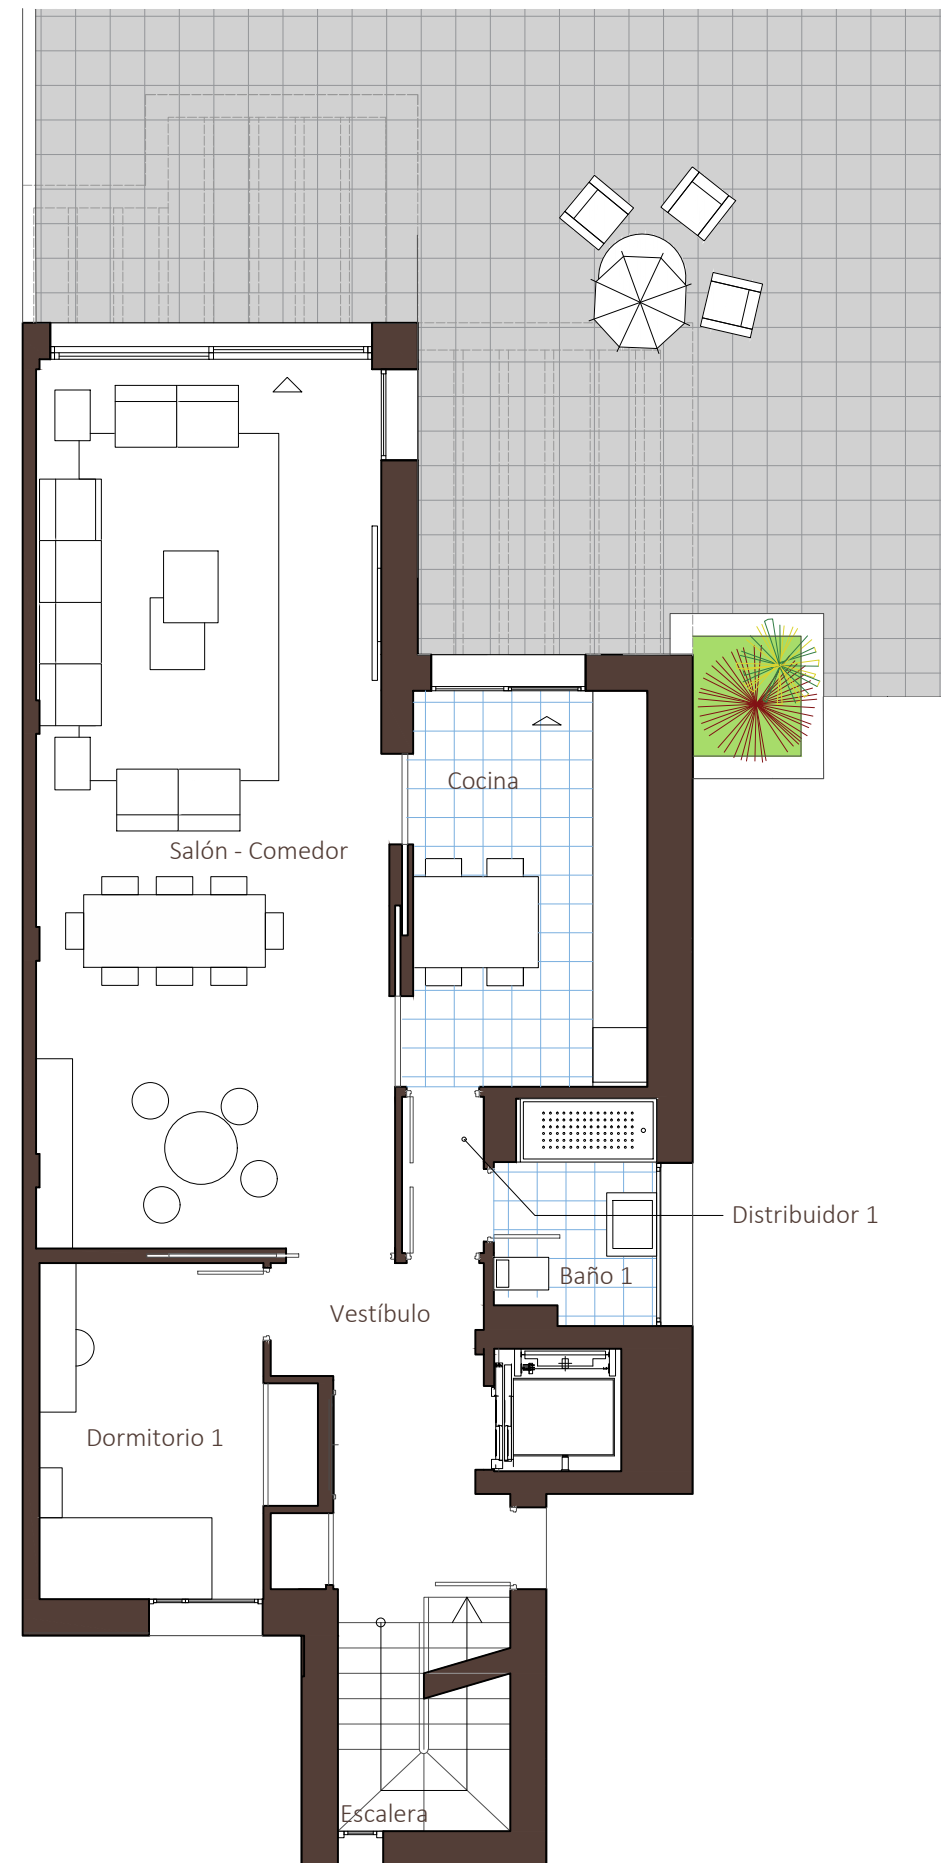 Cocina
Salón - Comedor
Distribuidor 1
Baño 1
Vestíbulo
Dormitorio 1
Escalera